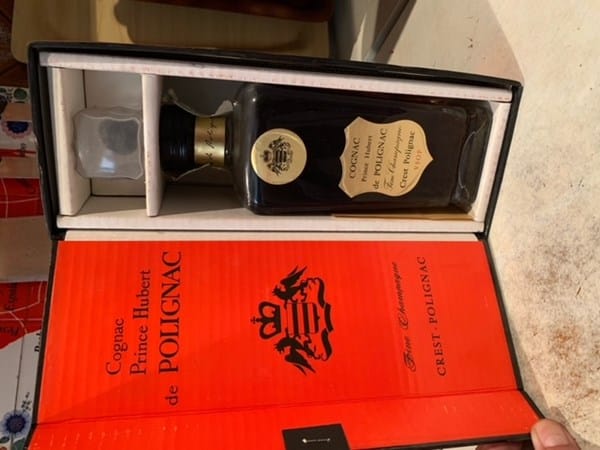 COGNAC
Prince Hubert
de POLIGNAC
Fine Champagne
Crest Polignac
V.S.O.P
Cognac
Prince Hubert
de POLIGNAC
Fine Champagne
CREST-POLIGNAC